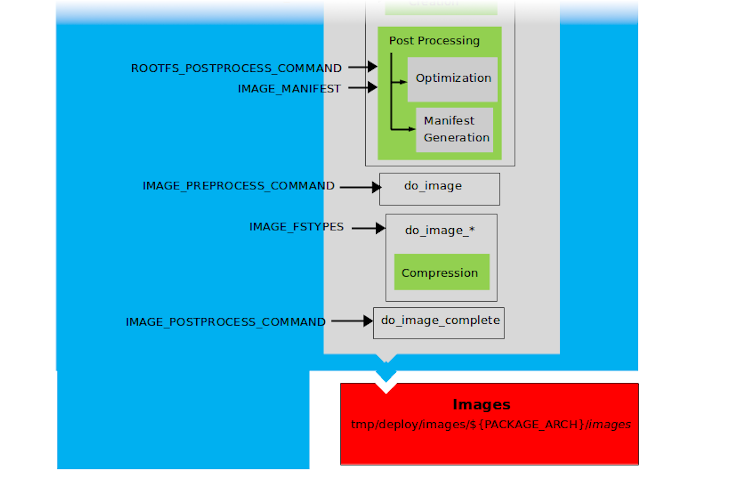 Post Processing
ROOTFS_POSTPROCESS_COMMAND
Optimization
IMAGE_MANIFEST
Manifest
Generation
IMAGE_PREPROCESS_COMMAND
do_image
IMAGE_FSTYPES
do_image_*
Compression
IMAGE_POSTPROCESS_COMMAND
do_image_complete
Images
tmp/deploy/images/${PACKAGE_ARCH}/images